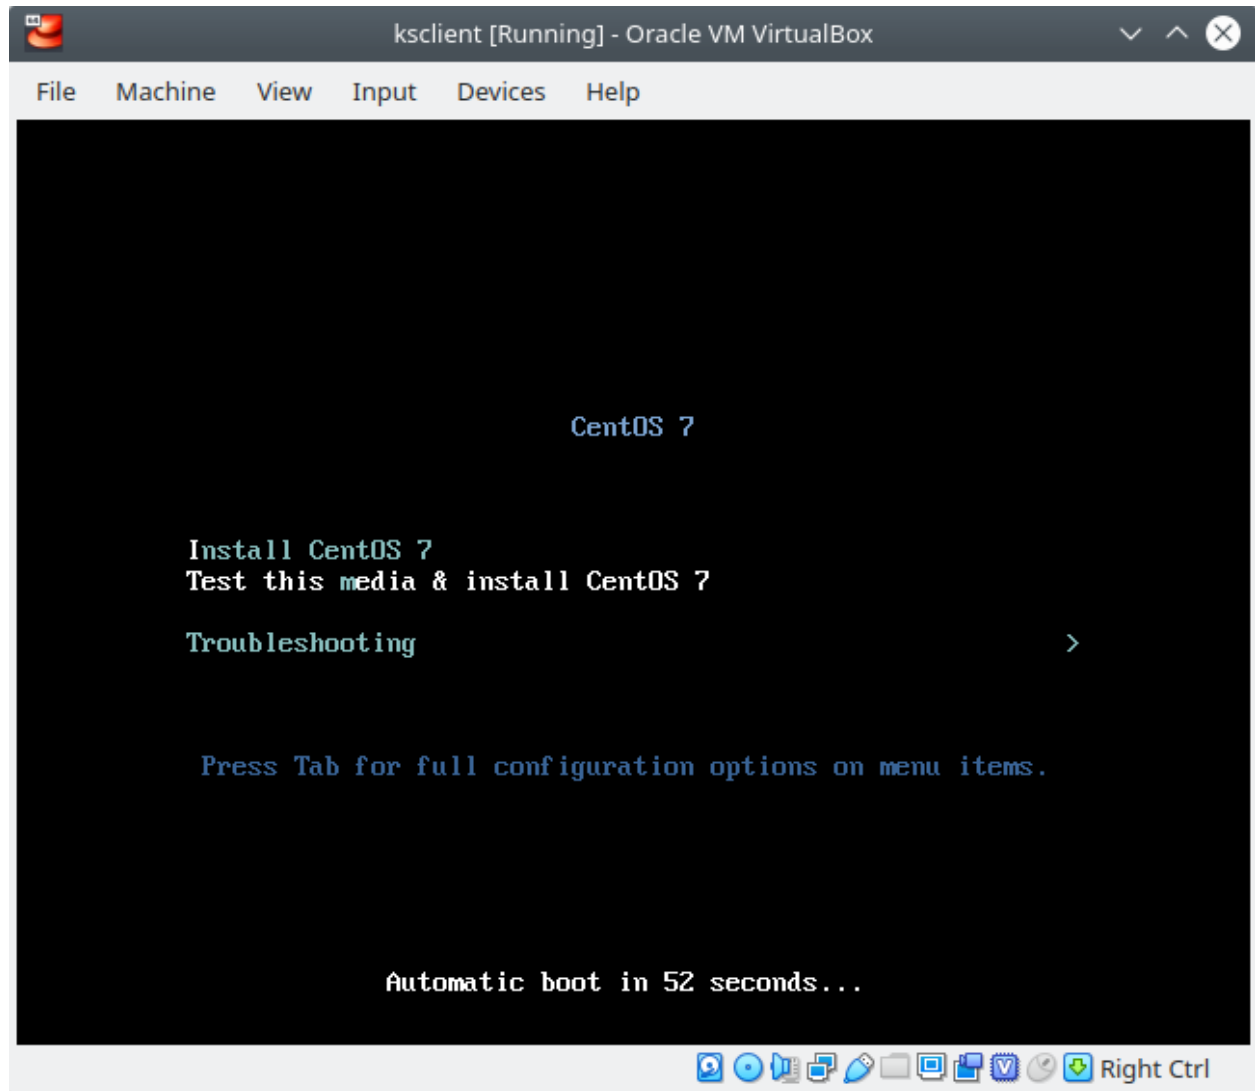 ksclient [Running] - Oracle VM VirtualBox
File Machine View Input Devices Help
CentOS 7
Install CentOS 7
Test this media & install CentOS 7
Troubleshooting >
Press Tab for full configuration options on menu items.
Automatic boot in 52 seconds...
Right Ctrl